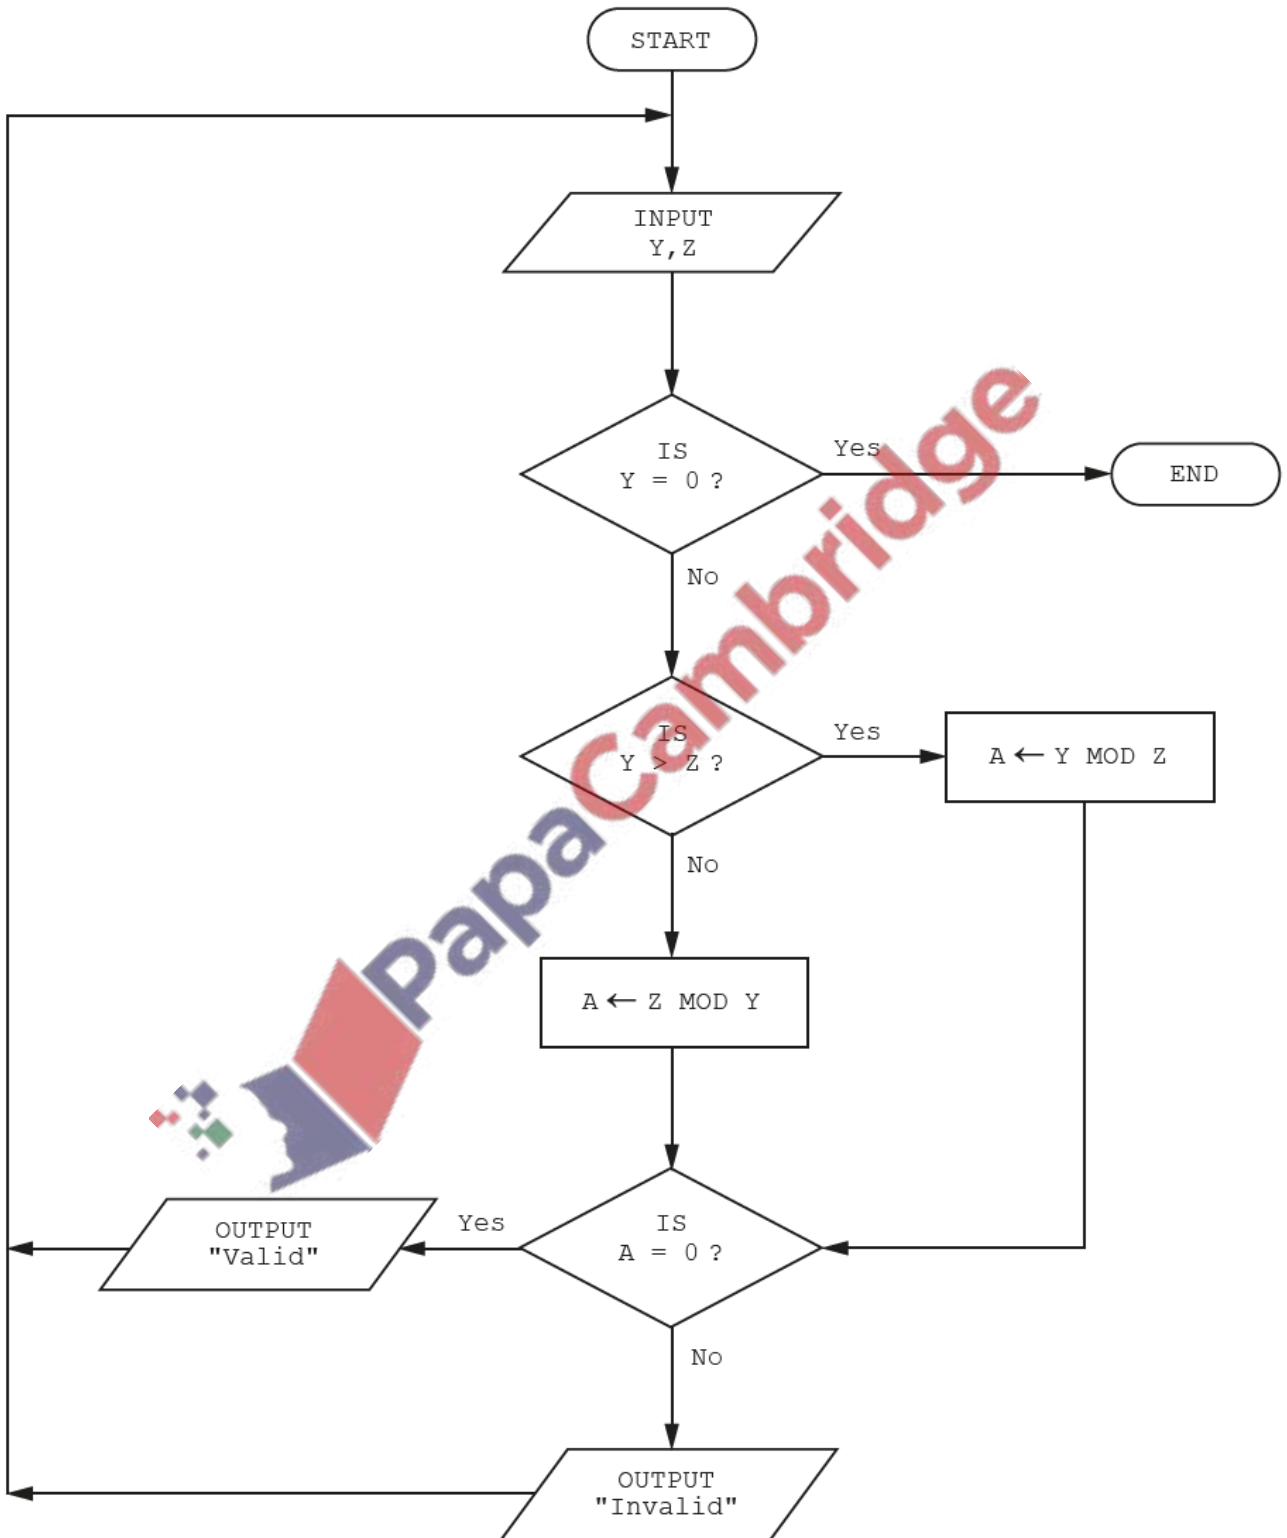 START
INPUT
Y,Z
IS
Y = 0 ?
Yes
END
No
IS
Y > Z ?
Yes
A ← Y MOD Z
No
A ← Z MOD Y
IS
A = 0 ?
Yes
OUTPUT
"Valid"
No
OUTPUT
"Invalid"
PapaCambridge